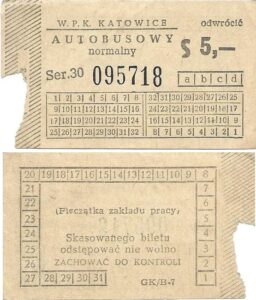 W. P. K. KATOWICE odwrócić
AUTOBUSOWY
normalny $ 5,—
Ser. 30 095718 a b c d
1 2 3 4 5 6 7 8 32 31 30 29 28 27 26 25
9 10 11 12 13 14 15 16 24 23 22 21 20 19 18 17
17 18 19 20 21 22 23 24 16 15 14 13 12 11 10 9
25 26 27 28 29 30 31 32 8 7 6 5 4 3 2 1
20 19 18 17 16 15 14 13 12 11 10 9 8
21 7
22 6
23 (Pieczątka zakładu pracy) 5
24 Skasowanego biletu 4
25 odstępować nie wolno 3
26 ZACHOWAĆ DO KONTROLI 2
27 28 29 30 31 GK/B-7 1